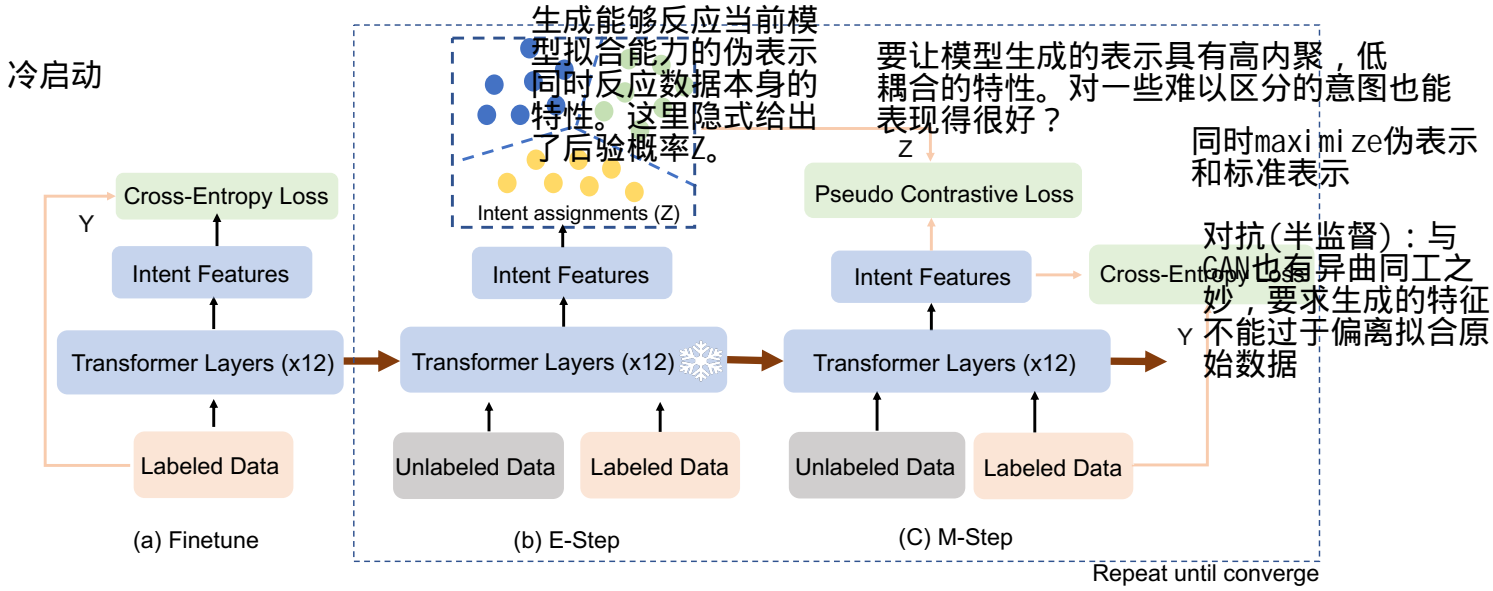 冷启动
生成能够反应当前模
型拟合能力的伪表示
同时反应数据本身的
特性。这里隐式给出
了后验概率Z。
要让模型生成的表示具有高内聚，低
耦合的特性。对一些难以区分的意图也能
表现得很好？
同时maximize伪表示
和标准表示
对抗(半监督)：与
GAN也有异曲同工之
妙，要求生成的特征
不能过于偏离拟合原
始数据
Cross-Entropy Loss
Y
Intent Features
Transformer Layers (x12)
Labeled Data
(a) Finetune
Intent assignments (Z)
Intent Features
Transformer Layers (x12)
Unlabeled Data
Labeled Data
(b) E-Step
Z
Pseudo Contrastive Loss
Intent Features
Cross-Entropy Loss
Transformer Layers (x12)
Y
Unlabeled Data
Labeled Data
(C) M-Step
Repeat until converge